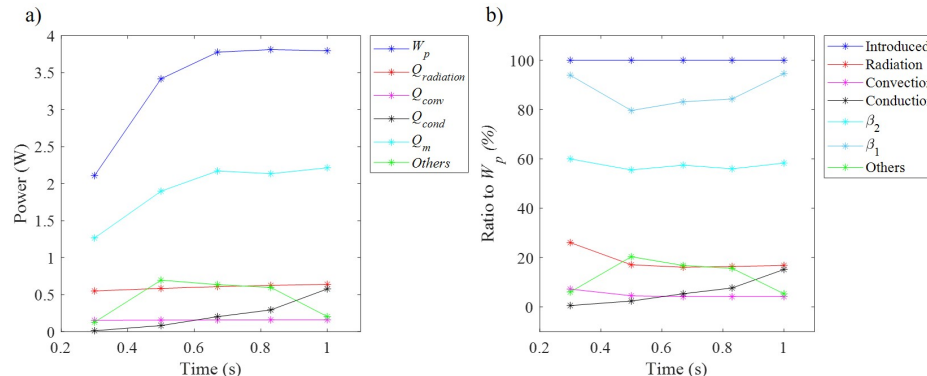 a)
4
3.5
3
2.5
2
1.5
1
0.5
0
0.2
0.4
0.6
0.8
1
Time (s)
Power (W)
W_p
Q_radiation
Q_conv
Q_cond
Q_m
Others
b)
100
80
60
40
20
0
0.2
0.4
0.6
0.8
1
Time (s)
Ratio to W_p (%)
Introduced
Radiation
Convection
Conduction
β_2
β_1
Others